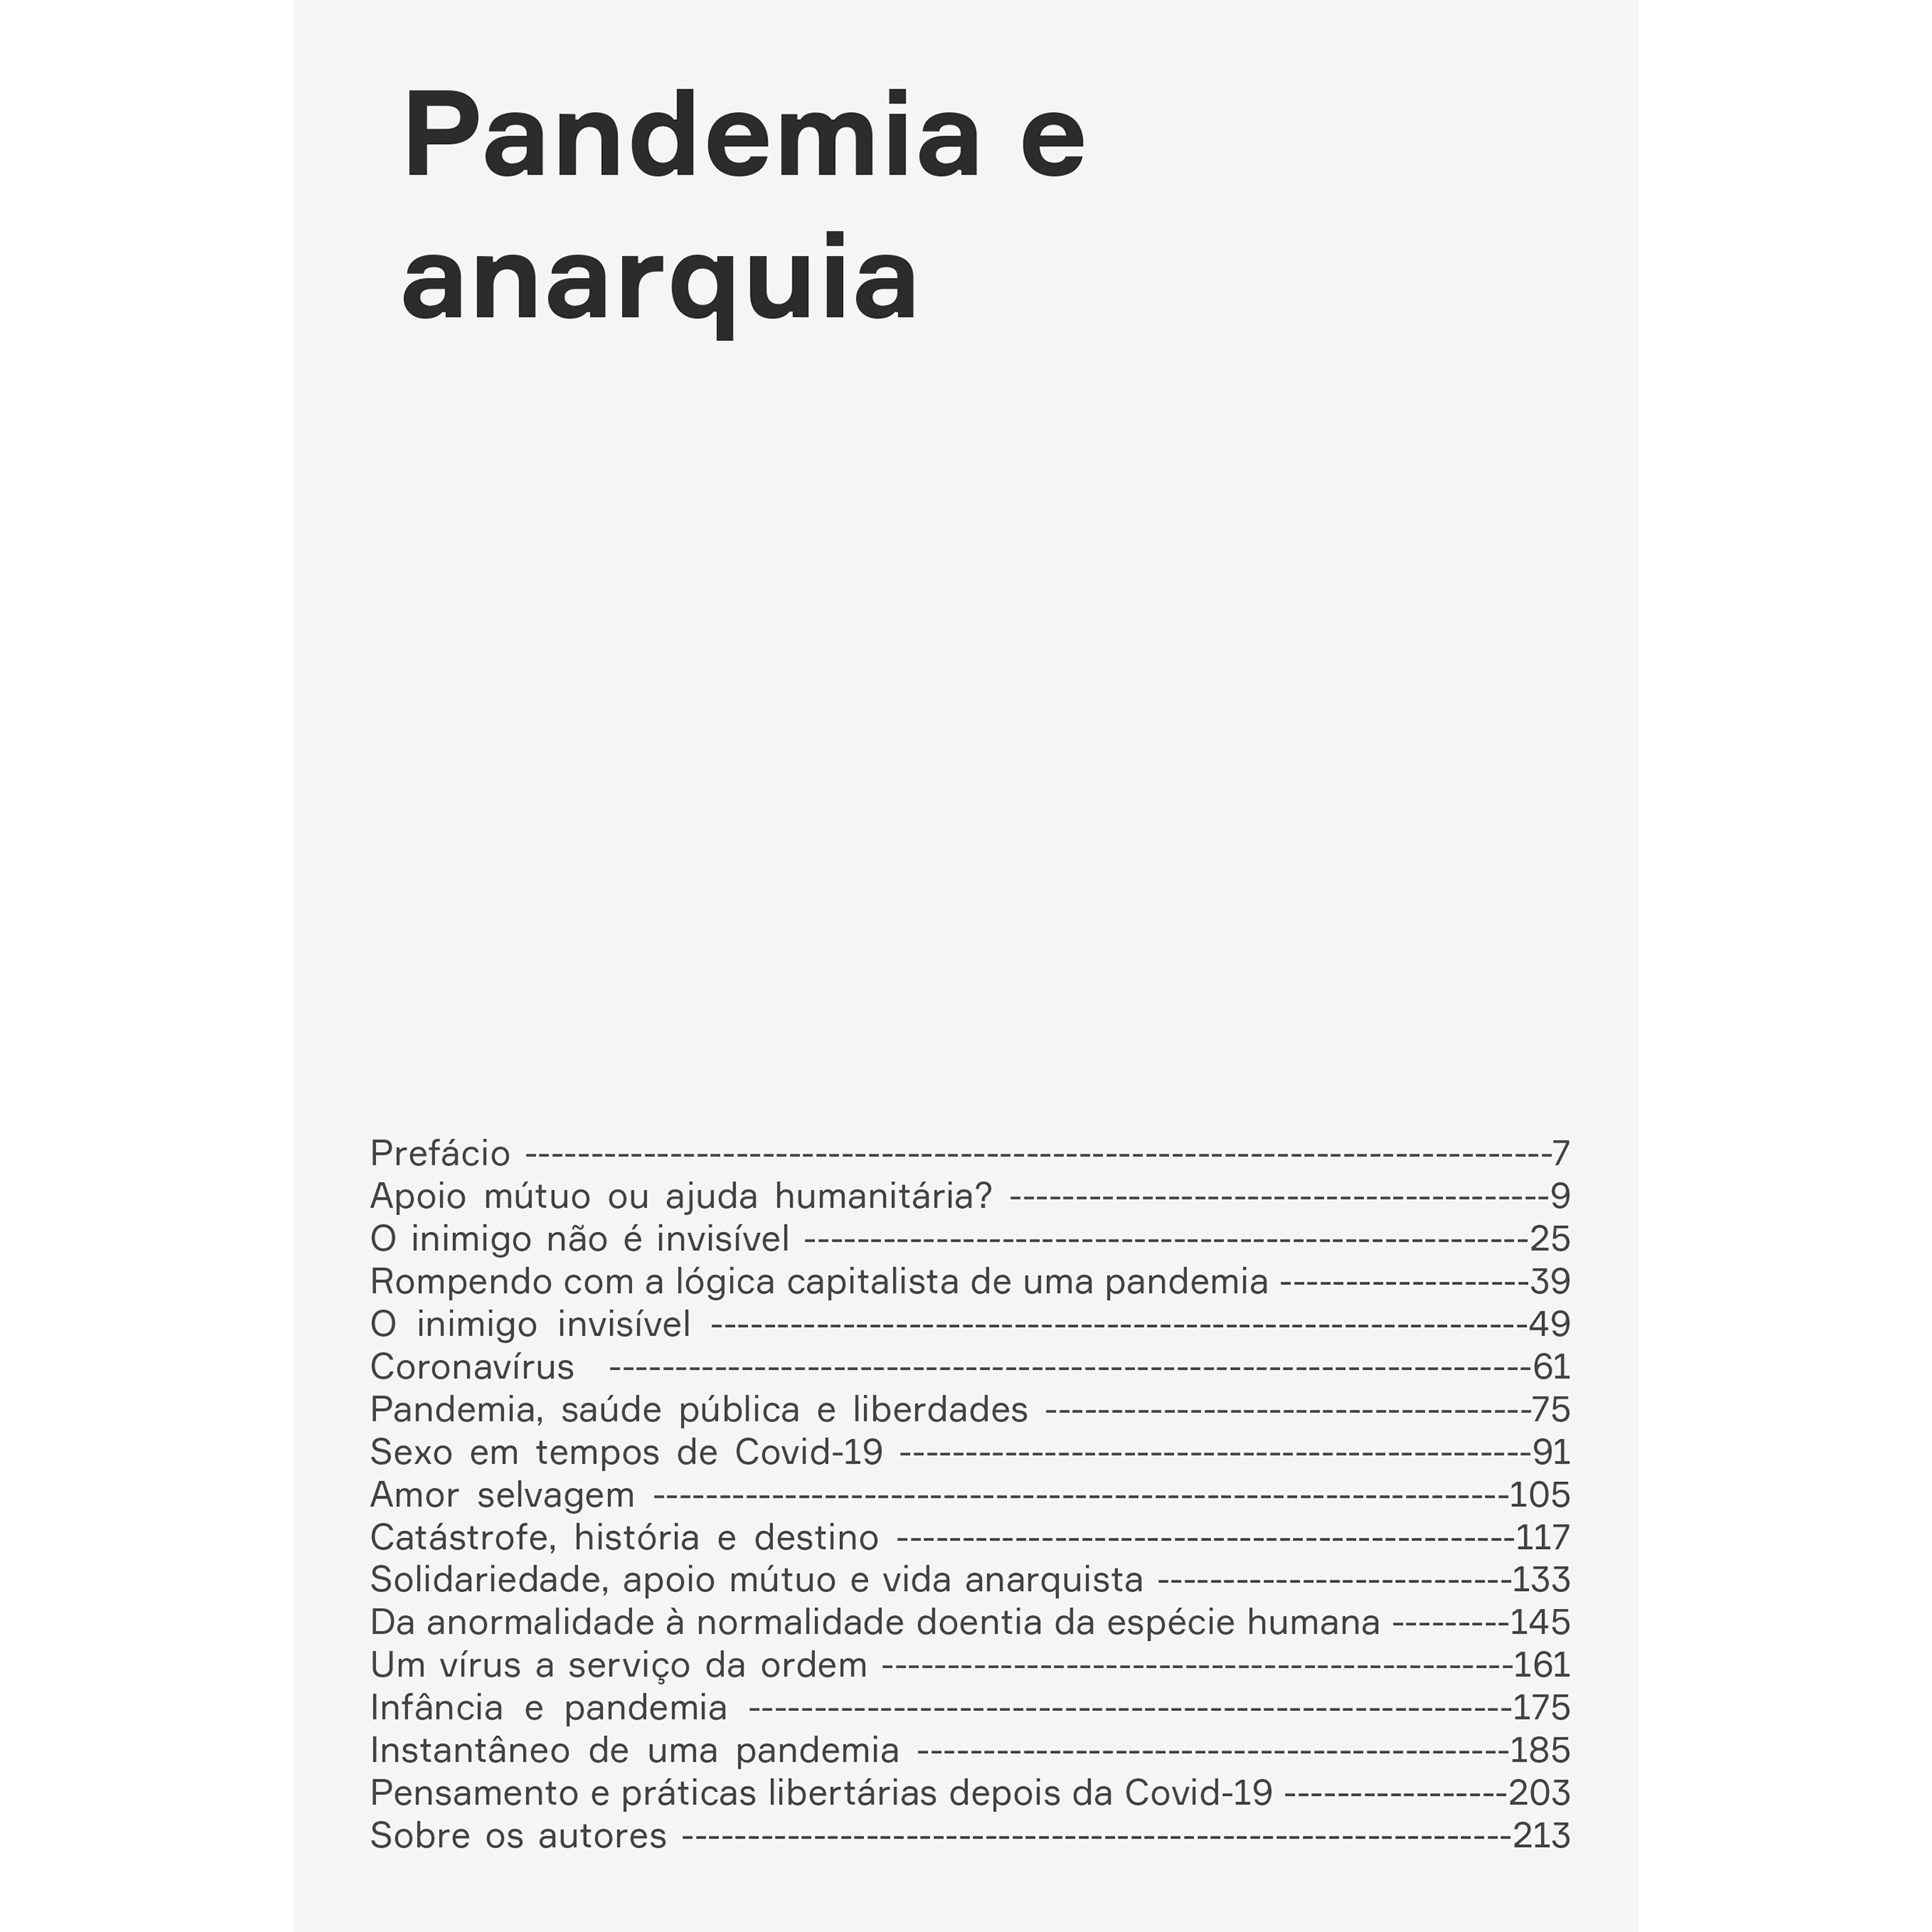 Pandemia e
anarquia
Prefácio ------------------------------------------------------------------------------7
Apoio mútuo ou ajuda humanitária? -----------------------------------------9
O inimigo não é invisível -------------------------------------------------------25
Rompendo com a lógica capitalista de uma pandemia -------------------39
O inimigo invisível --------------------------------------------------------------49
Coronavírus ----------------------------------------------------------------------61
Pandemia, saúde pública e liberdades -------------------------------------75
Sexo em tempos de Covid-19 ------------------------------------------------91
Amor selvagem -----------------------------------------------------------------105
Catástrofe, história e destino -----------------------------------------------117
Solidariedade, apoio mútuo e vida anarquista ---------------------------133
Da anormalidade à normalidade doentia da espécie humana ---------145
Um vírus a serviço da ordem ------------------------------------------------161
Infância e pandemia ----------------------------------------------------------175
Instantâneo de uma pandemia ---------------------------------------------185
Pensamento e práticas libertárias depois da Covid-19 -----------------203
Sobre os autores ---------------------------------------------------------------213